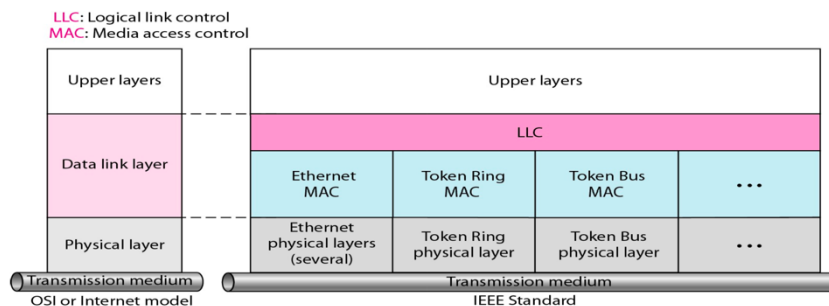 LLC: Logical link control
MAC: Media access control
Upper layers
Upper layers
LLC
Data link layer
Ethernet
MAC
Token Ring
MAC
Token Bus
MAC
...
Physical layer
Ethernet
physical layers
(several)
Token Ring
physical layer
Token Bus
physical layer
...
Transmission medium
Transmission medium
OSI or Internet model
IEEE Standard